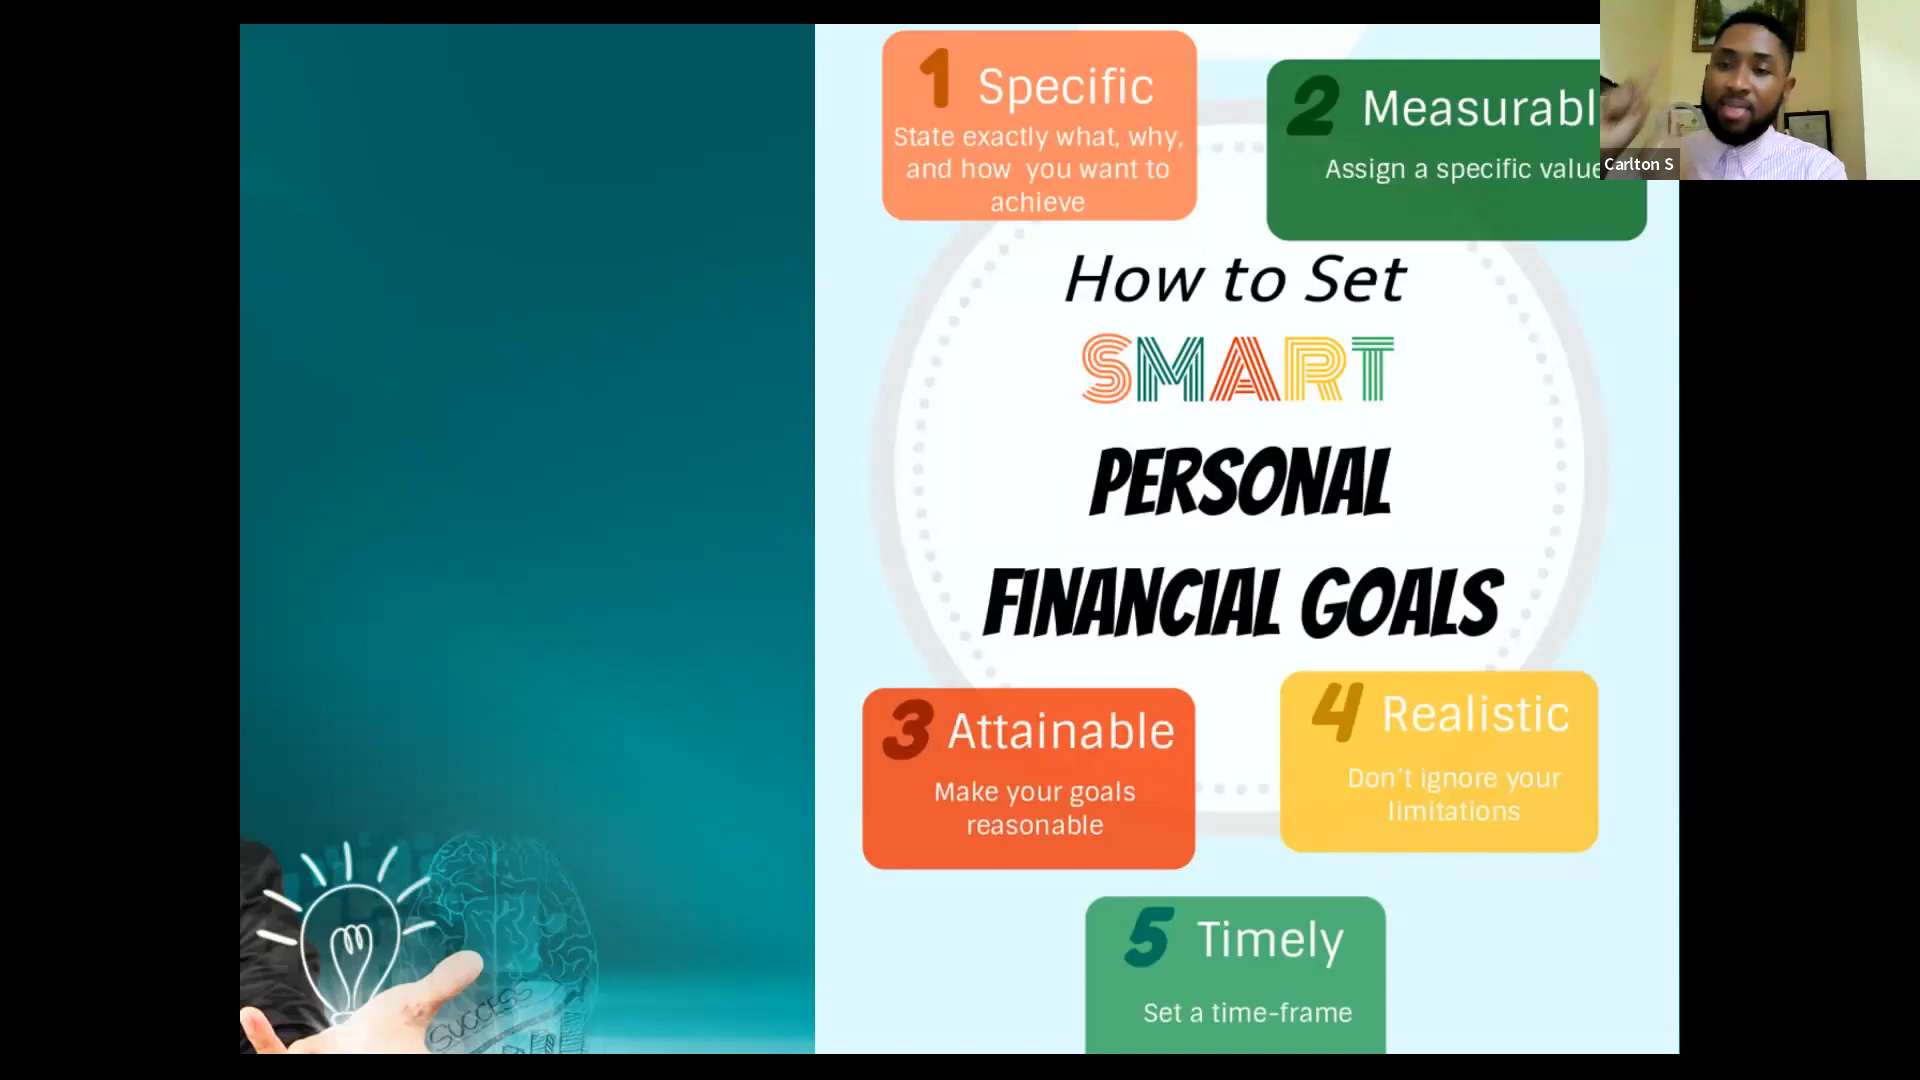 1 Specific
State exactly what, why,
and how you want to
achieve
2 Measurabl
Assign a specific value
Carlton S
How to Set
SMART
PERSONAL
FINANCIAL GOALS
3 Attainable
Make your goals
reasonable
4 Realistic
Don't ignore your
limitations
5 Timely
Set a time-frame
SUCCESS